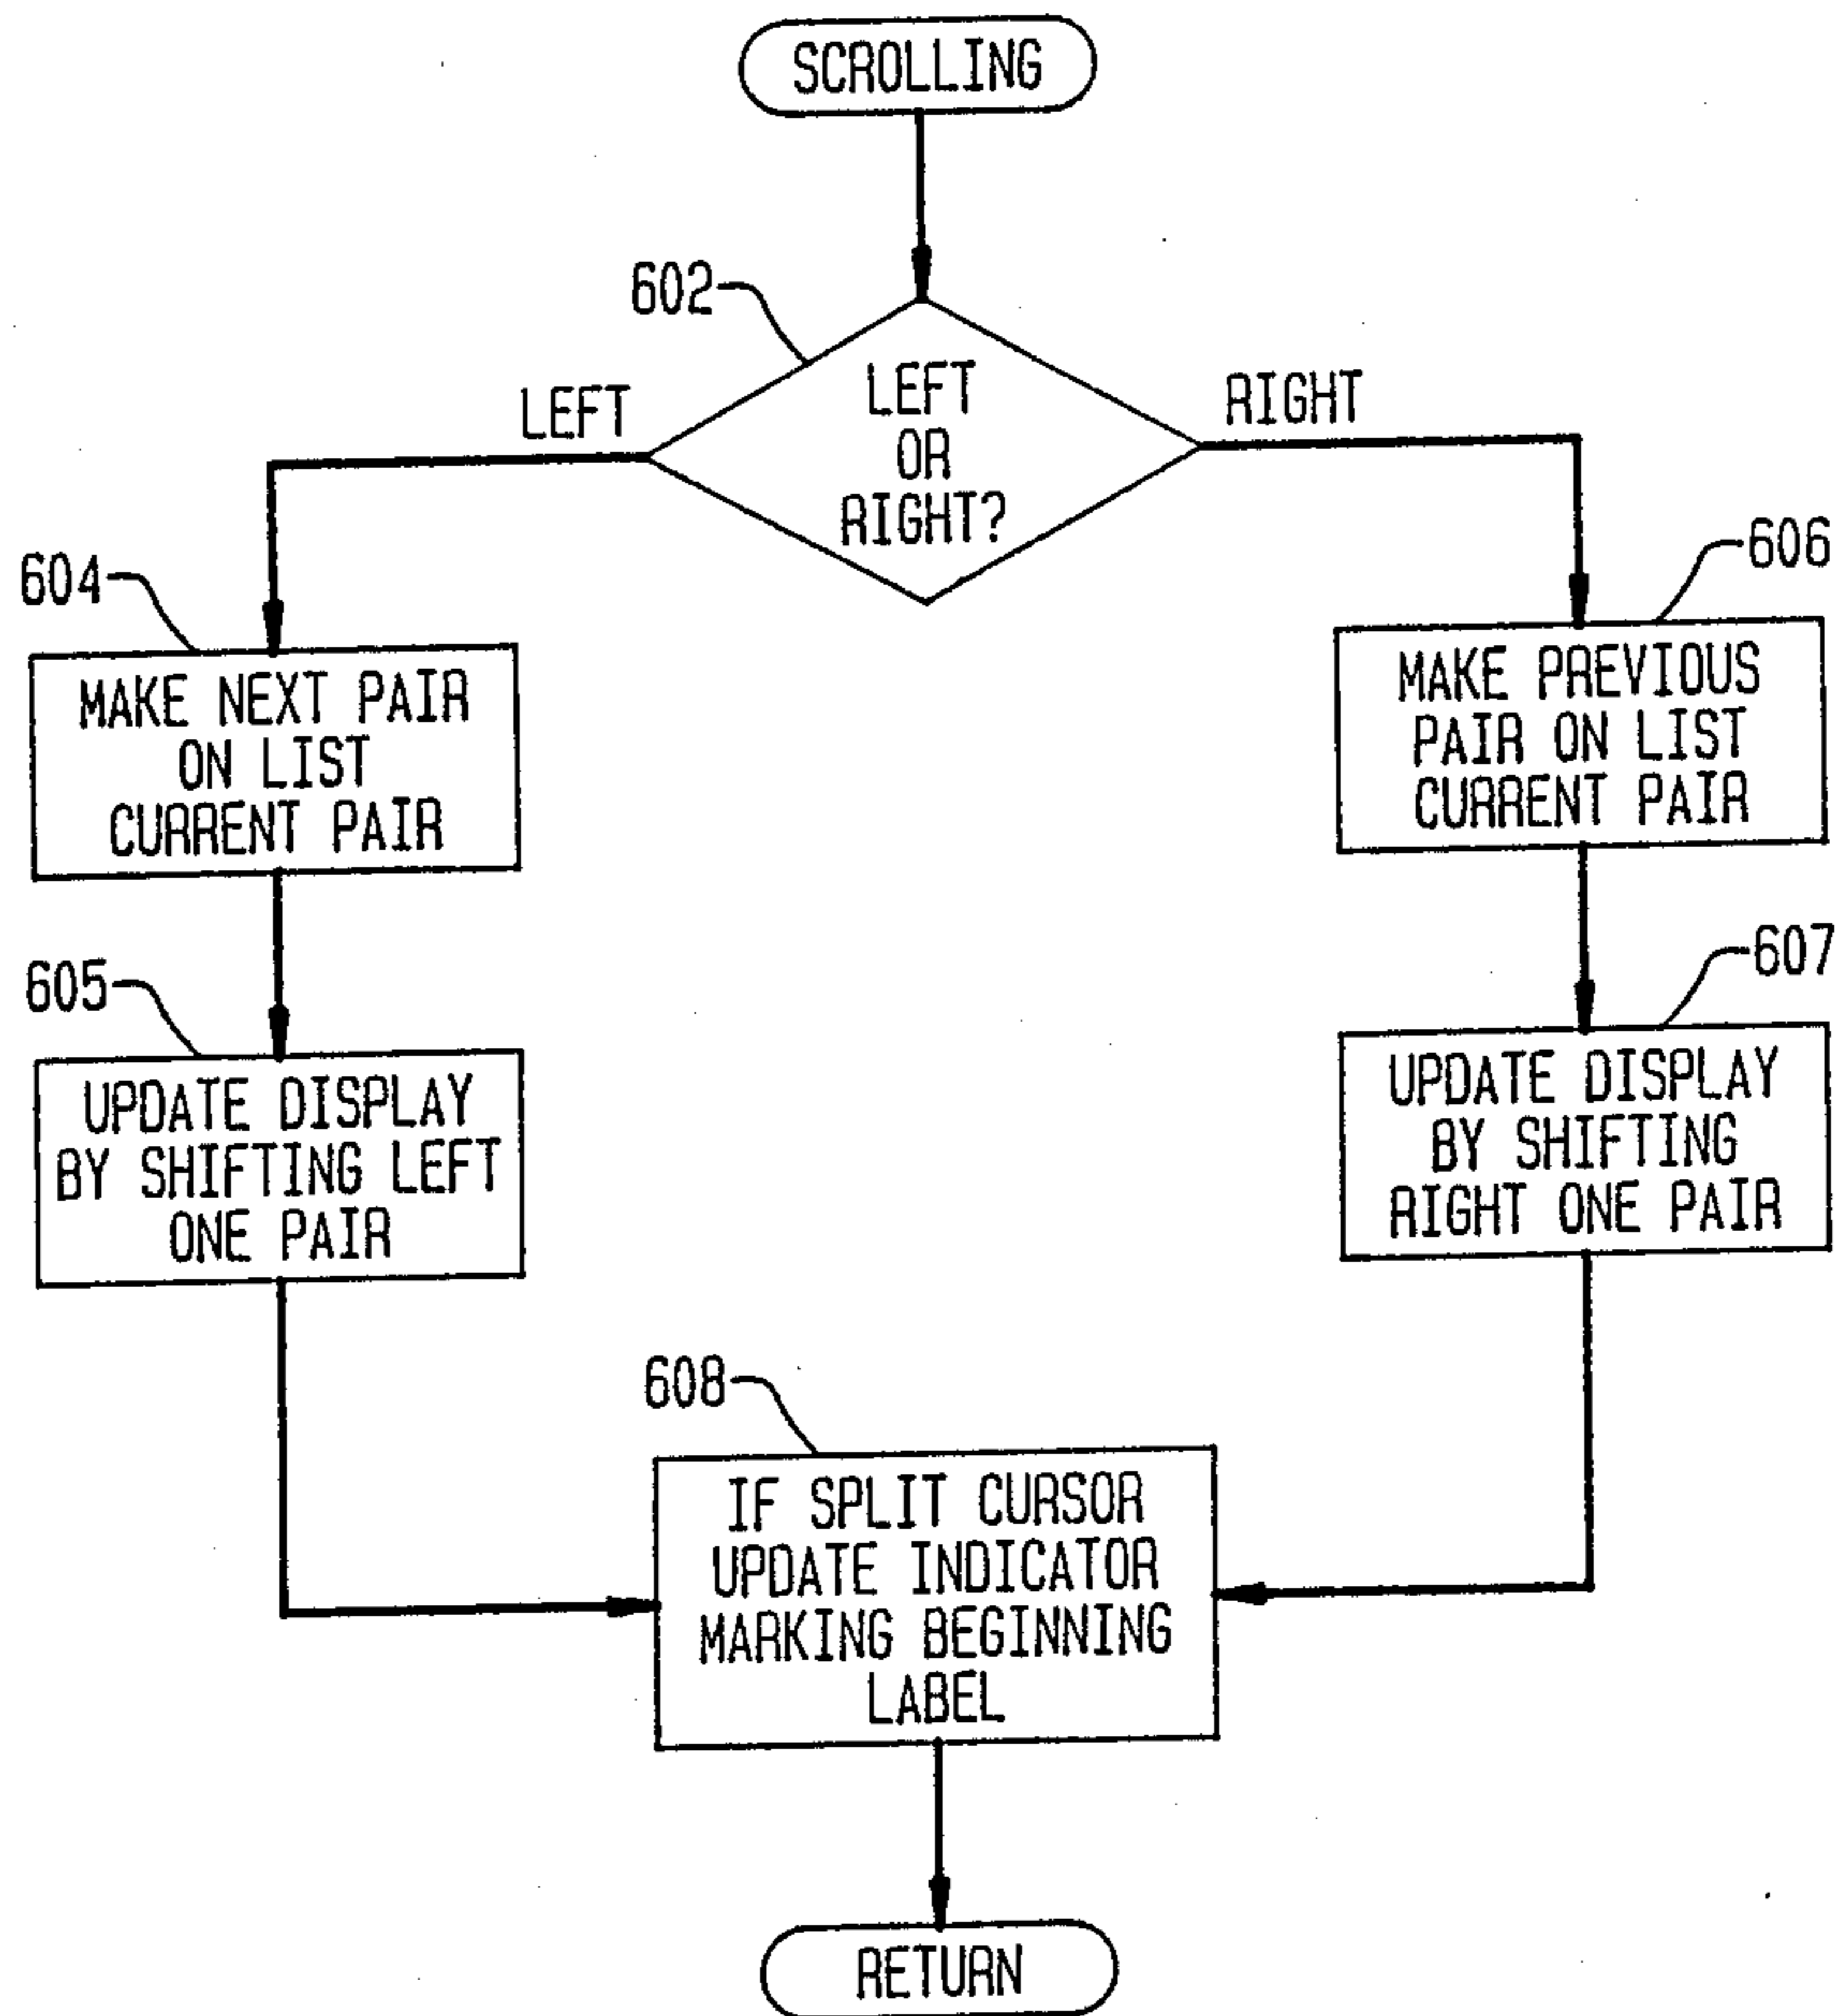 SCROLLING
602
LEFT
OR
RIGHT?
LEFT
RIGHT
604
MAKE NEXT PAIR
ON LIST
CURRENT PAIR
606
MAKE PREVIOUS
PAIR ON LIST
CURRENT PAIR
605
UPDATE DISPLAY
BY SHIFTING LEFT
ONE PAIR
607
UPDATE DISPLAY
BY SHIFTING
RIGHT ONE PAIR
608
IF SPLIT CURSOR
UPDATE INDICATOR
MARKING BEGINNING
LABEL
RETURN